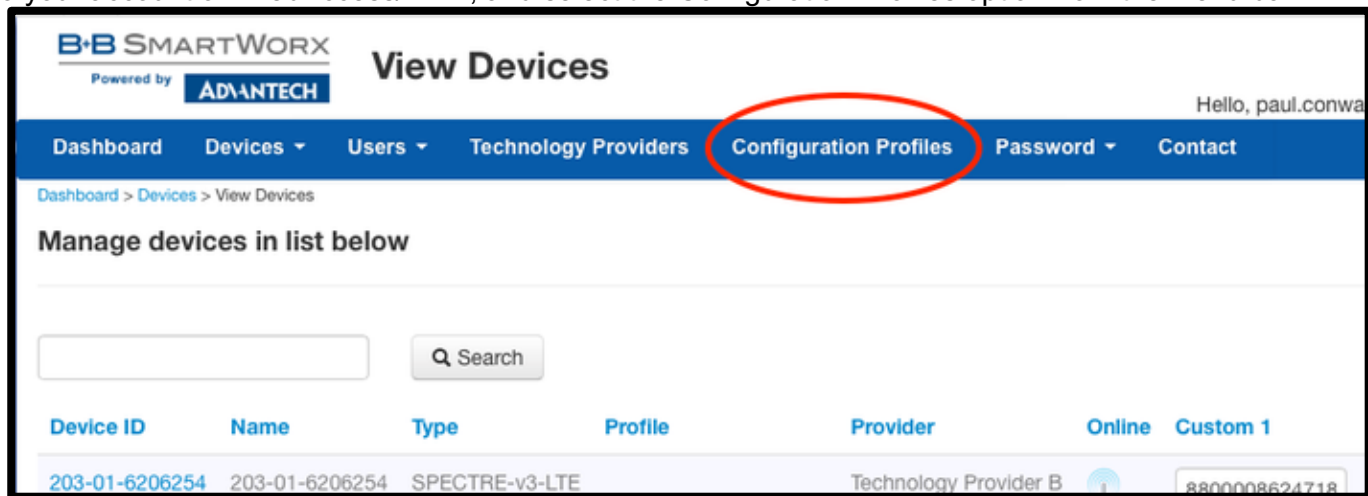 B+B SMARTWORX
Powered by ADVANTECH
View Devices
Hello, paul.conwa
Dashboard Devices Users Technology Providers Configuration Profiles Password Contact
Dashboard > Devices > View Devices
Manage devices in list below
Search
Device ID Name Type Profile Provider Online Custom 1
203-01-6206254 203-01-6206254 SPECTRE-v3-LTE Technology Provider B 8800008624718